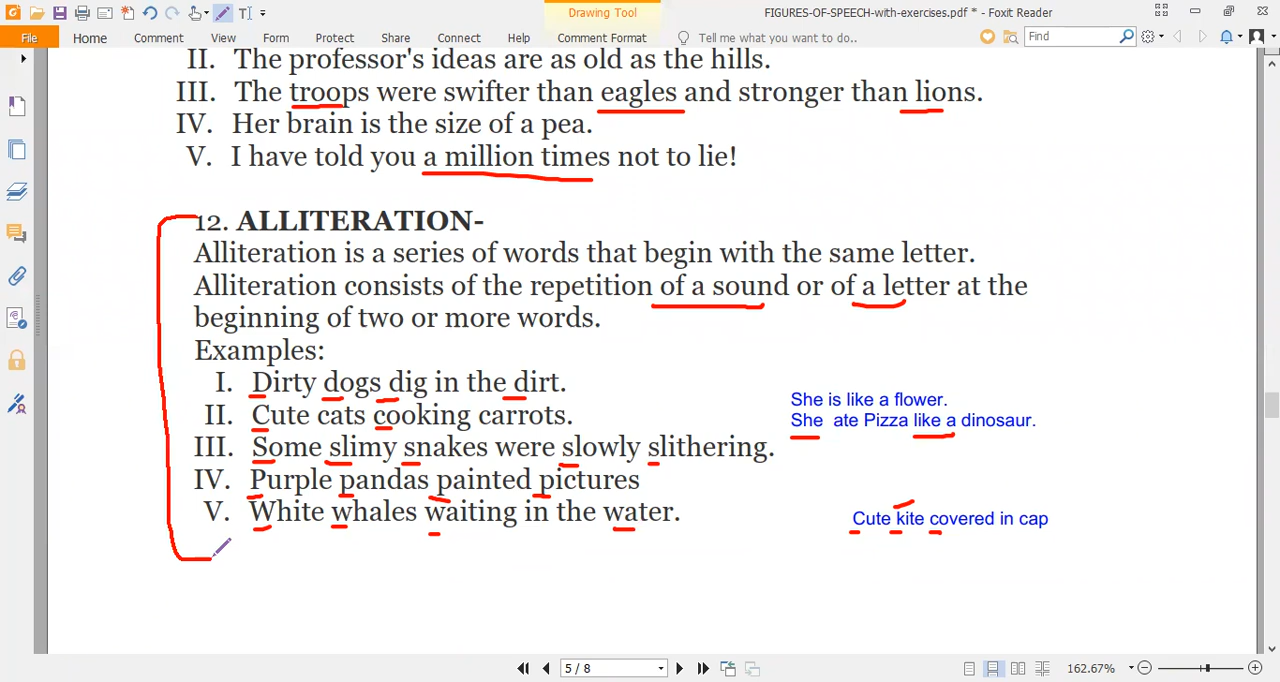 Drawing Tool
FIGURES-OF-SPEECH-with-exercises.pdf * - Foxit Reader
File Home Comment View Form Protect Share Connect Help Comment Format Tell me what you want to do.. Find
II. The professor's ideas are as old as the hills.
III. The troops were swifter than eagles and stronger than lions.
IV. Her brain is the size of a pea.
V. I have told you a million times not to lie!
12. ALLITERATION-
Alliteration is a series of words that begin with the same letter.
Alliteration consists of the repetition of a sound or of a letter at the
beginning of two or more words.
Examples:
I. Dirty dogs dig in the dirt.
II. Cute cats cooking carrots.
III. Some slimy snakes were slowly slithering.
IV. Purple pandas painted pictures
V. White whales waiting in the water.
She is like a flower.
She ate Pizza like a dinosaur.
Cute kite covered in cap
5 / 8
162.67%